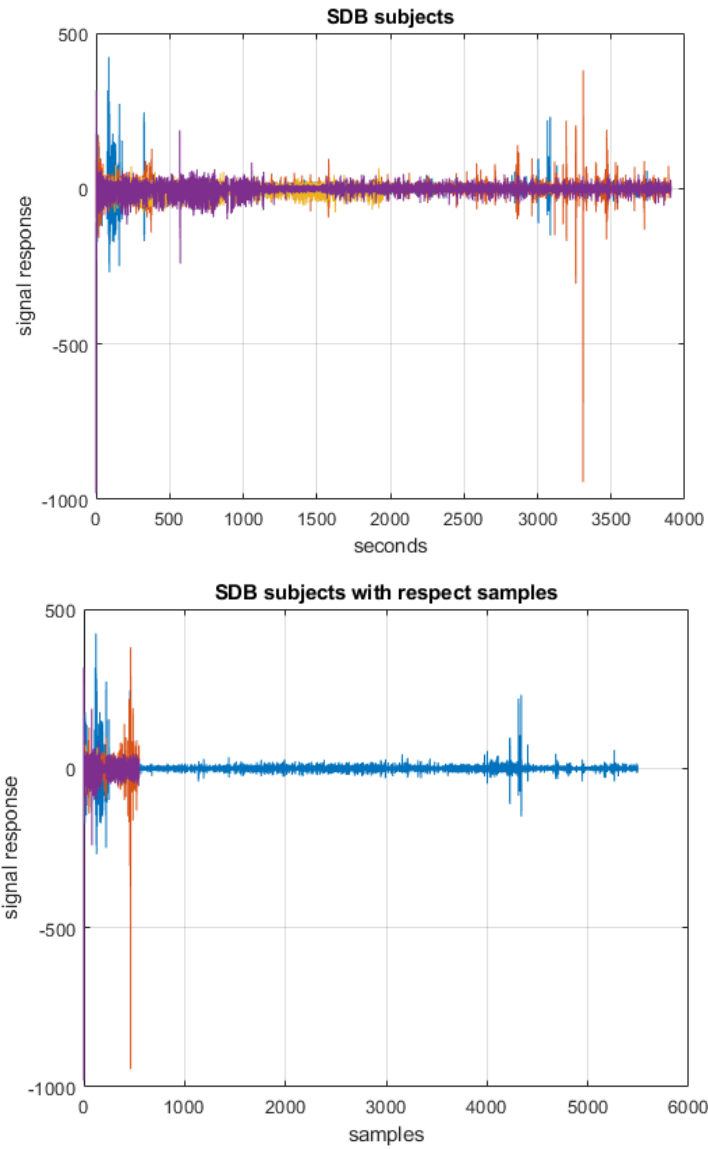 SDB subjects
500
0
-500
-1000
signal response
0 500 1000 1500 2000 2500 3000 3500 4000
seconds
SDB subjects with respect samples
500
0
-500
-1000
signal response
0 1000 2000 3000 4000 5000 6000
samples